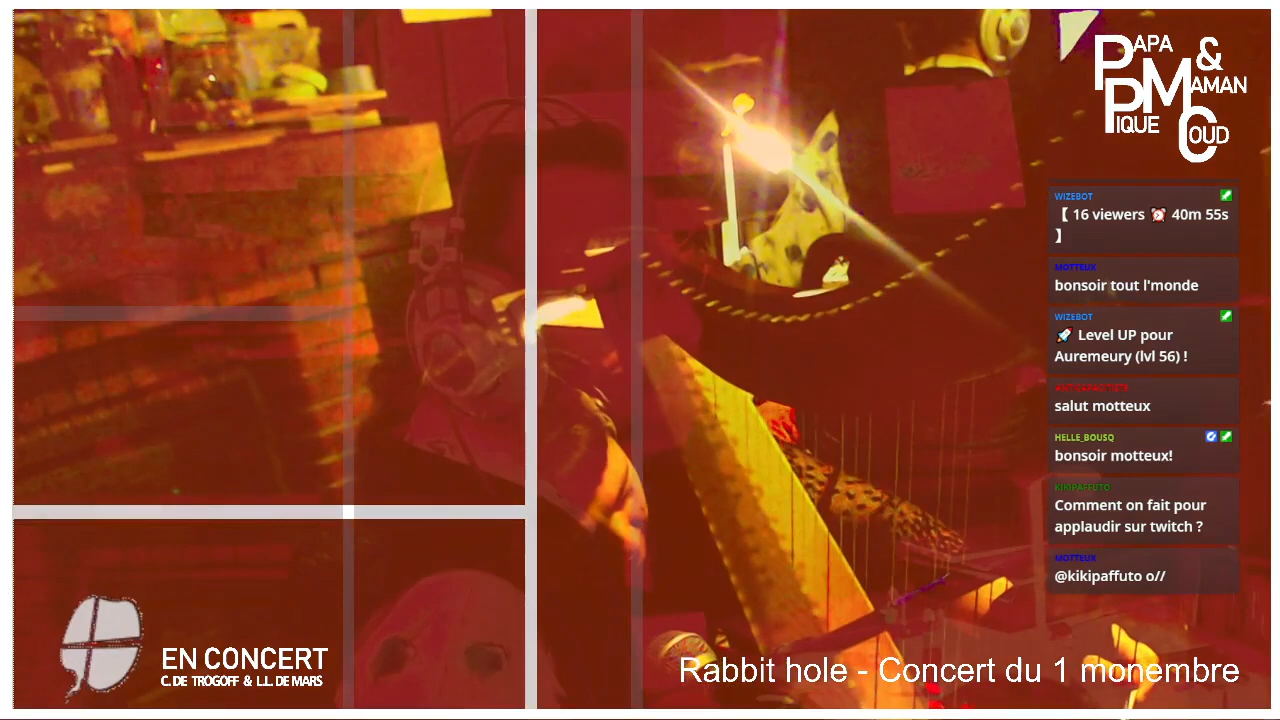 PAPA
&
MAMAN
PIQUE
COUD
WIZEBOT
【 16 viewers ⏰ 40m 55s
】
MOTTEUX
bonsoir tout l'monde
WIZEBOT
🚀 Level UP pour
Auremeury (lvl 56) !
salut motteux
HELLE_BOUSQ
bonsoir motteux!
KIKIPAFFUTO
Comment on fait pour
applaudir sur twitch ?
MOTTEUX
@kikipaffuto o//
EN CONCERT
C. DE TROGOFF & L.L. DE MARS
Rabbit hole - Concert du 1 monembre